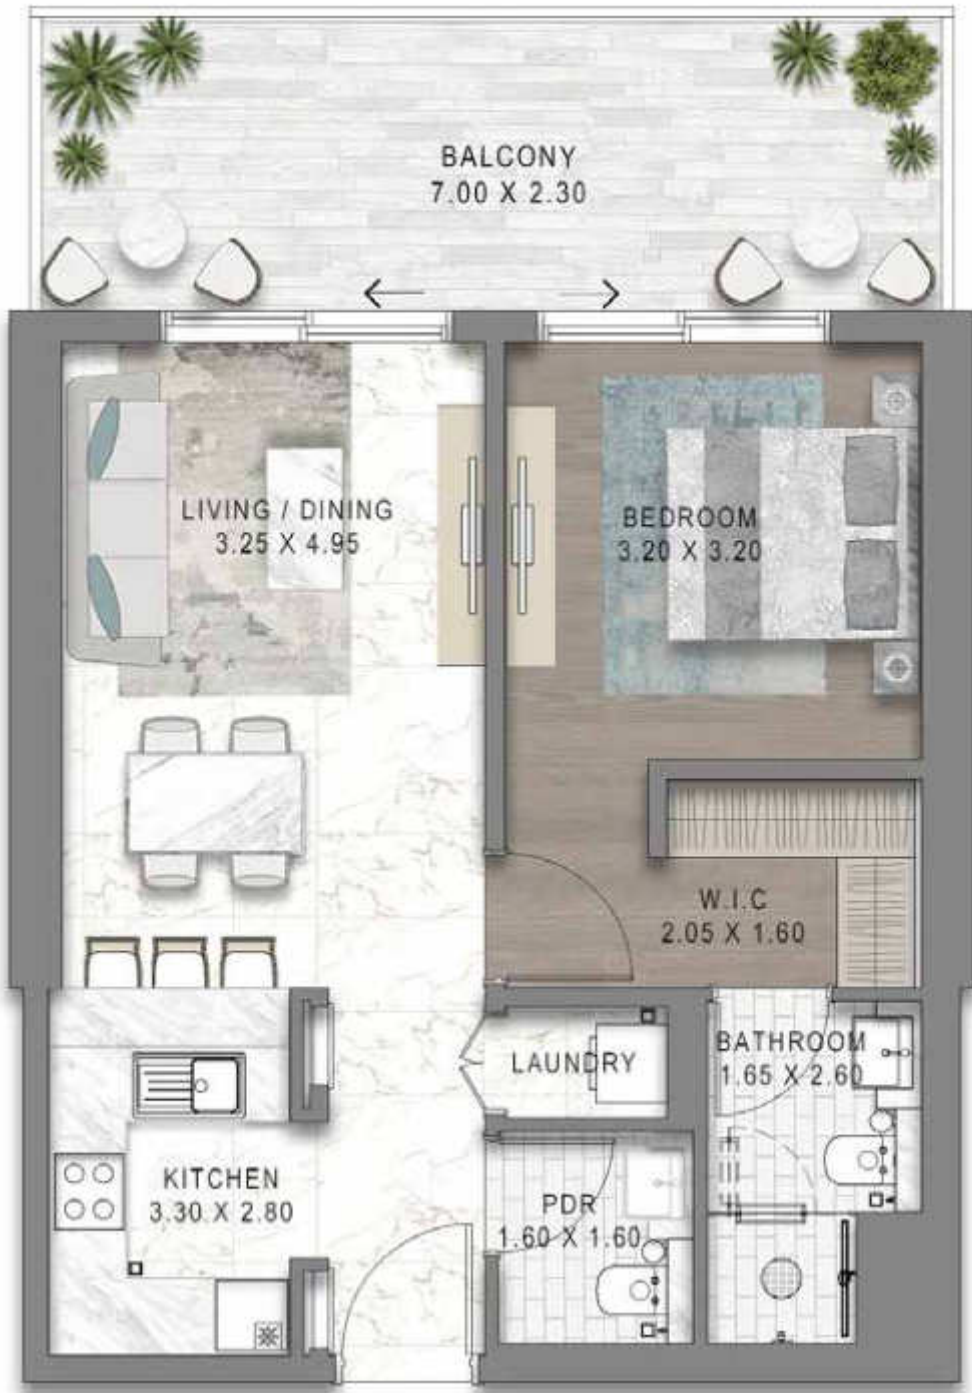 BALCONY
7.00 X 2.30
LIVING / DINING
3.25 X 4.95
BEDROOM
3.20 X 3.20
W.I.C
2.05 X 1.60
LAUNDRY
BATHROOM
1.65 X 2.60
KITCHEN
3.30 X 2.80
PDR
1.60 X 1.60